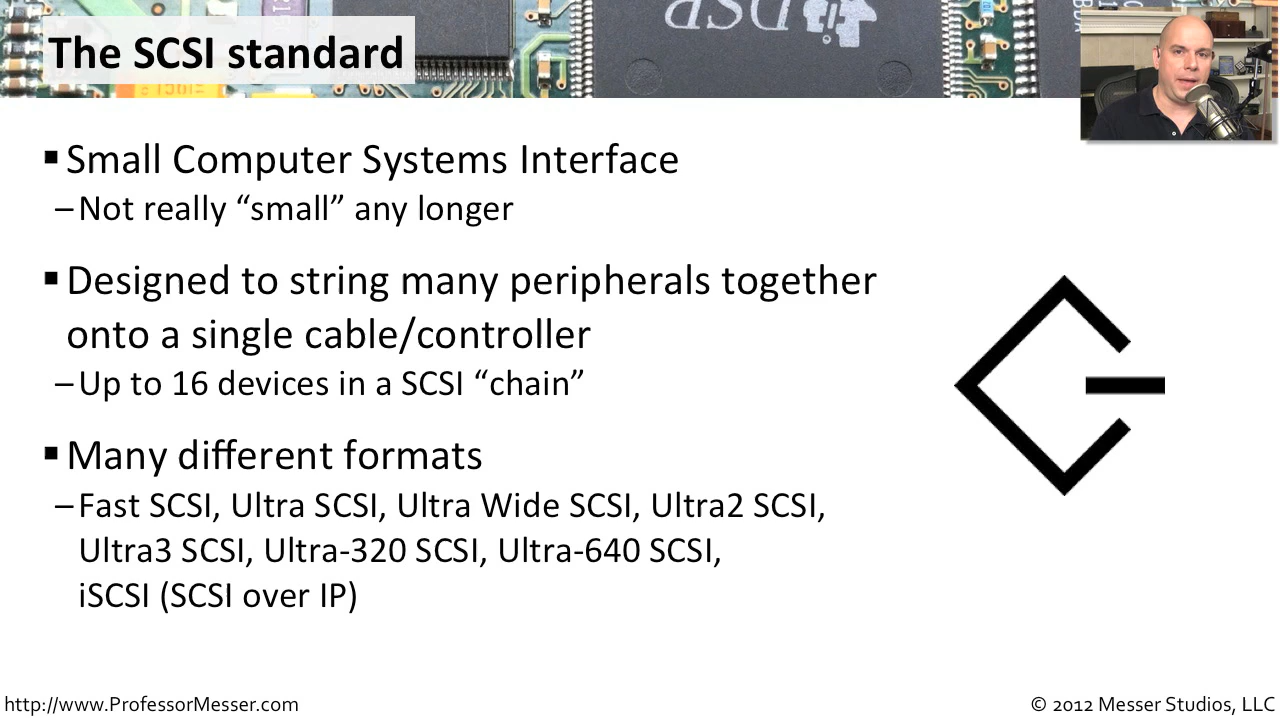 The SCSI standard
DSP
▪ Small Computer Systems Interface
– Not really “small” any longer
▪ Designed to string many peripherals together
onto a single cable/controller
– Up to 16 devices in a SCSI “chain”
▪ Many different formats
– Fast SCSI, Ultra SCSI, Ultra Wide SCSI, Ultra2 SCSI,
Ultra3 SCSI, Ultra-320 SCSI, Ultra-640 SCSI,
iSCSI (SCSI over IP)
http://www.ProfessorMesser.com
© 2012 Messer Studios, LLC